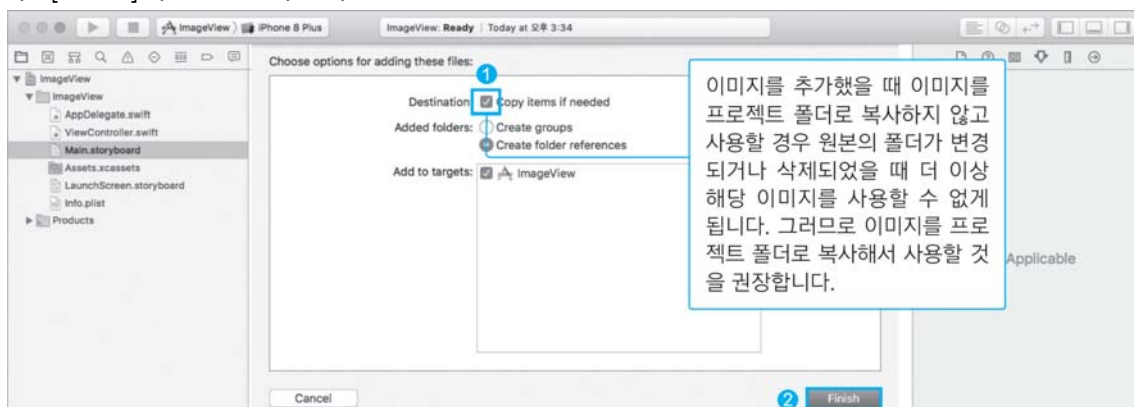 ImageView
iPhone 8 Plus
ImageView: Ready | Today at 오후 3:34
ImageView
ImageView
AppDelegate.swift
ViewController.swift
Main.storyboard
Assets.xcassets
LaunchScreen.storyboard
Info.plist
Products
Choose options for adding these files:
1
Destination: Copy items if needed
Added folders: Create groups
Create folder references
Add to targets: ImageView
이미지를 추가했을 때 이미지를
프로젝트 폴더로 복사하지 않고
사용할 경우 원본의 폴더가 변경
되거나 삭제되었을 때 더 이상
해당 이미지를 사용할 수 없게
됩니다. 그러므로 이미지를 프로
젝트 폴더로 복사해서 사용할 것
을 권장합니다.
Applicable
Cancel
2 Finish